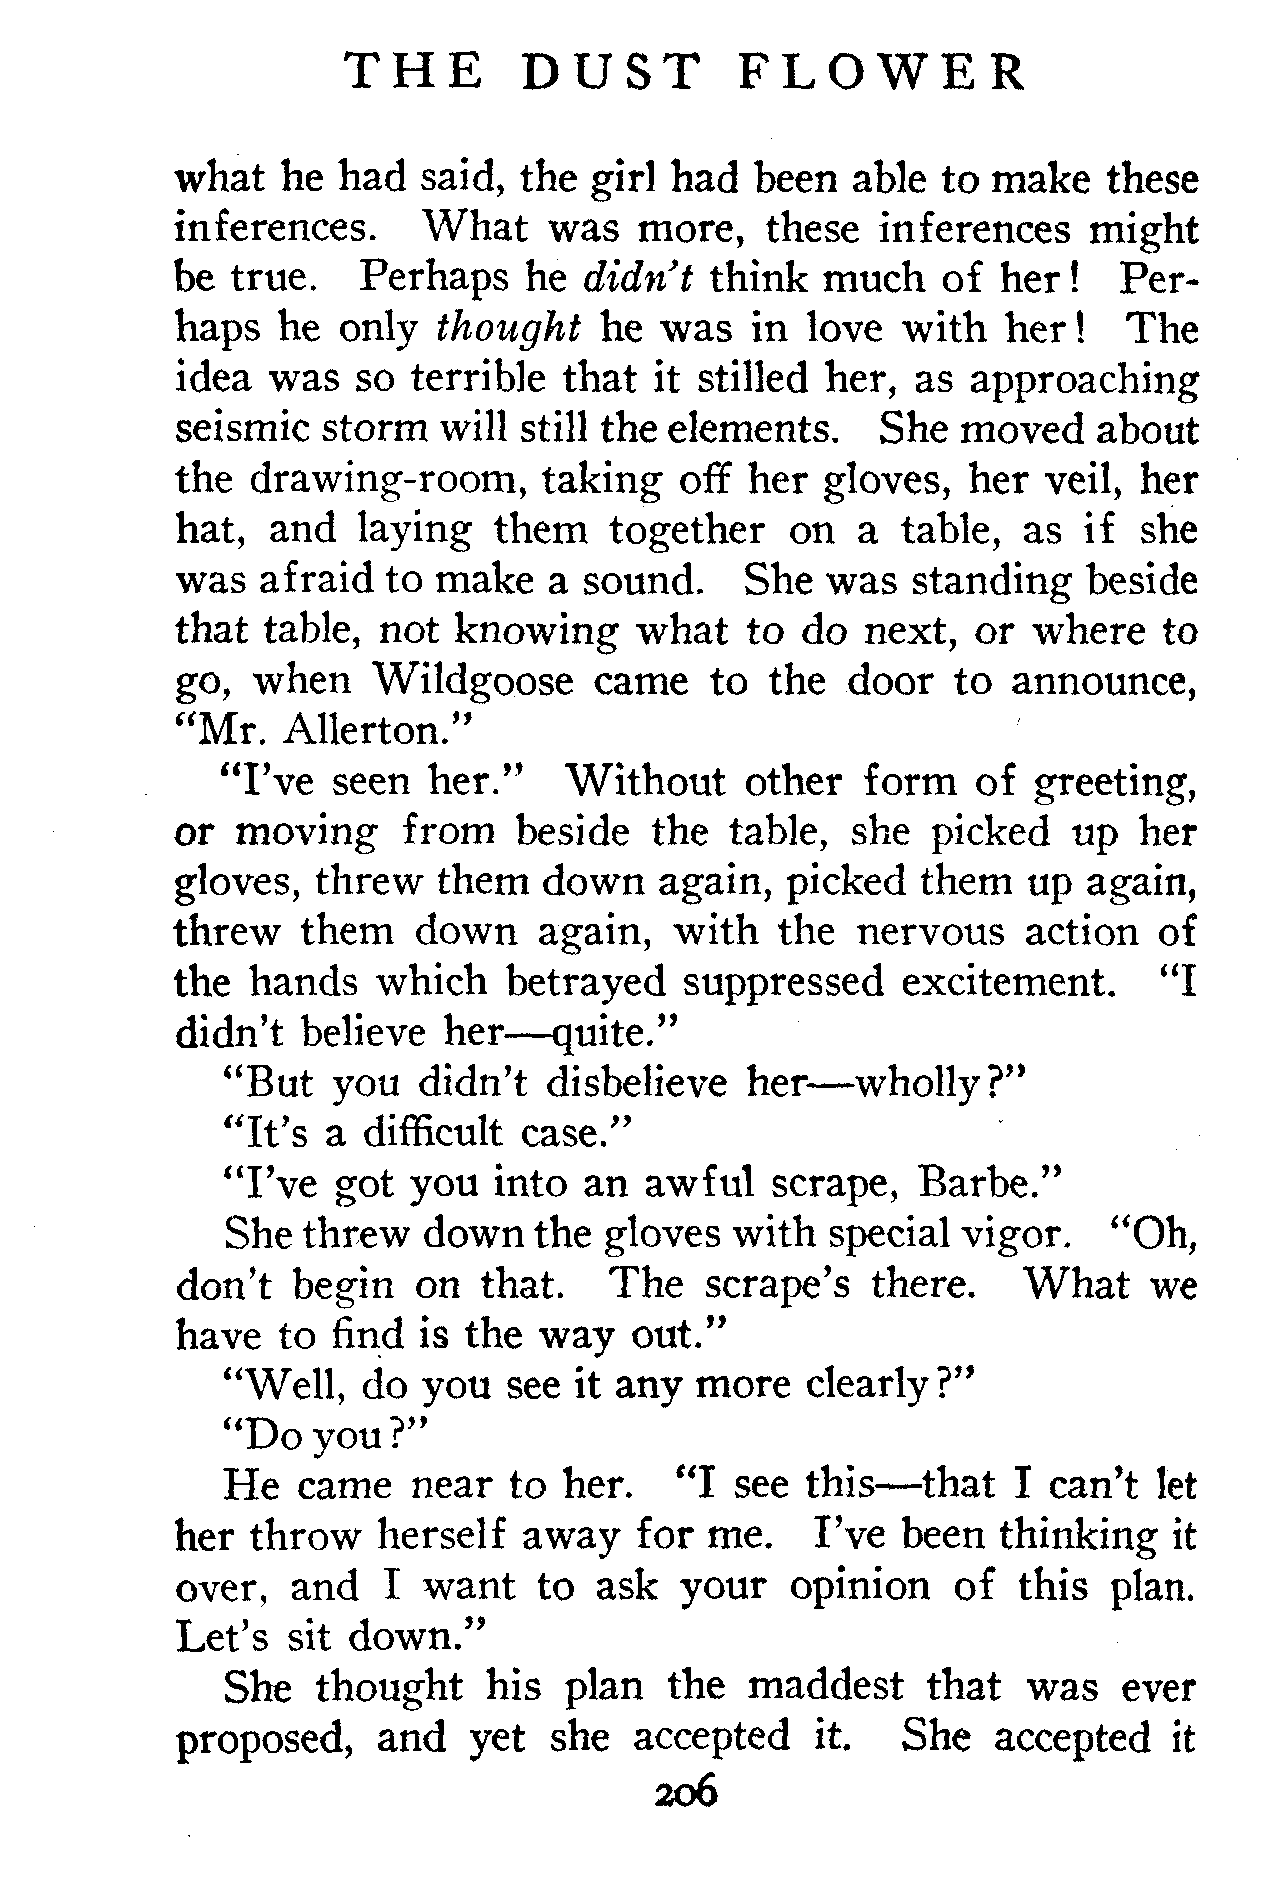 THE DUST FLOWER
what he had said, the girl had been able to make these
inferences. What was more, these inferences might
be true. Perhaps he didn't think much of her! Per-
haps he only thought he was in love with her! The
idea was so terrible that it stilled her, as approaching
seismic storm will still the elements. She moved about
the drawing-room, taking off her gloves, her veil, her
hat, and laying them together on a table, as if she
was afraid to make a sound. She was standing beside
that table, not knowing what to do next, or where to
go, when Wildgoose came to the door to announce,
“Mr. Allerton.”
“I've seen her.” Without other form of greeting,
or moving from beside the table, she picked up her
gloves, threw them down again, picked them up again,
threw them down again, with the nervous action of
the hands which betrayed suppressed excitement. “I
didn't believe her—quite.”
“But you didn't disbelieve her—wholly?”
“It's a difficult case.”
“I've got you into an awful scrape, Barbe.”
She threw down the gloves with special vigor. “Oh,
don't begin on that. The scrape's there. What we
have to find is the way out.”
“Well, do you see it any more clearly?”
“Do you?”
He came near to her. “I see this—that I can't let
her throw herself away for me. I've been thinking it
over, and I want to ask your opinion of this plan.
Let's sit down.”
She thought his plan the maddest that was ever
proposed, and yet she accepted it. She accepted it
206